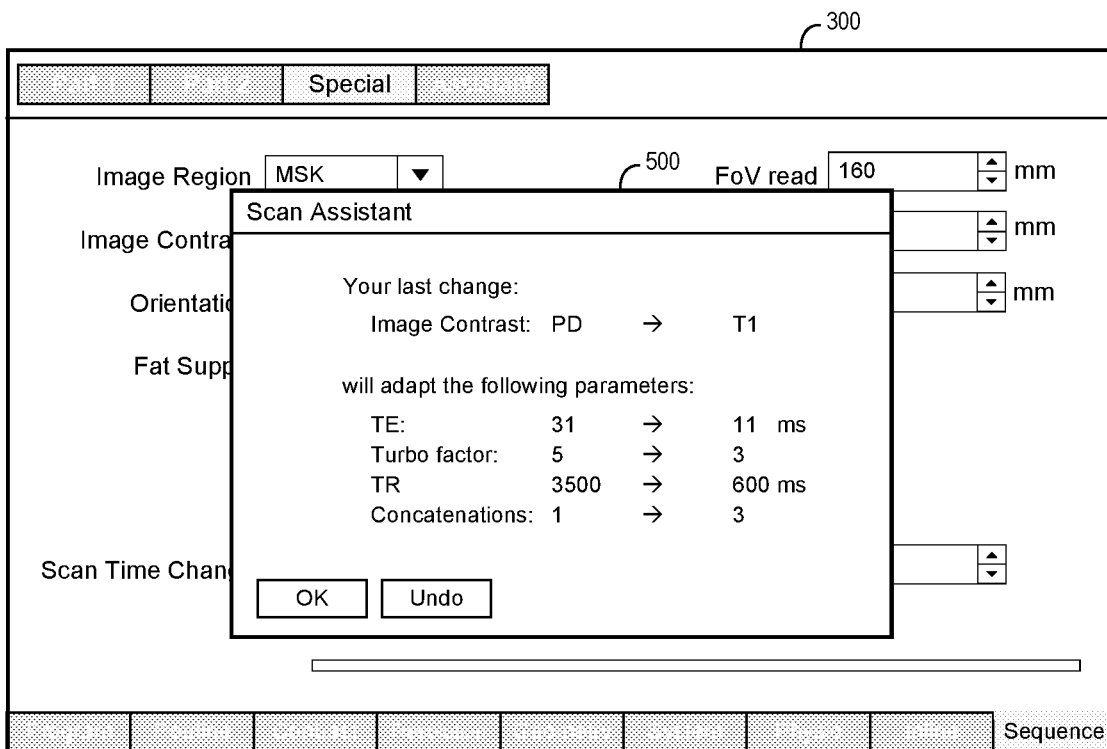 300
Special
Image Region MSK
500
FoV read 160 mm
Scan Assistant
Image Contra mm
Your last change:
Orientatio mm
Image Contrast: PD → T1
Fat Supp
will adapt the following parameters:
TE: 31 → 11 ms
Turbo factor: 5 → 3
TR 3500 → 600 ms
Concatenations: 1 → 3
Scan Time Chan
OK Undo
Sequence